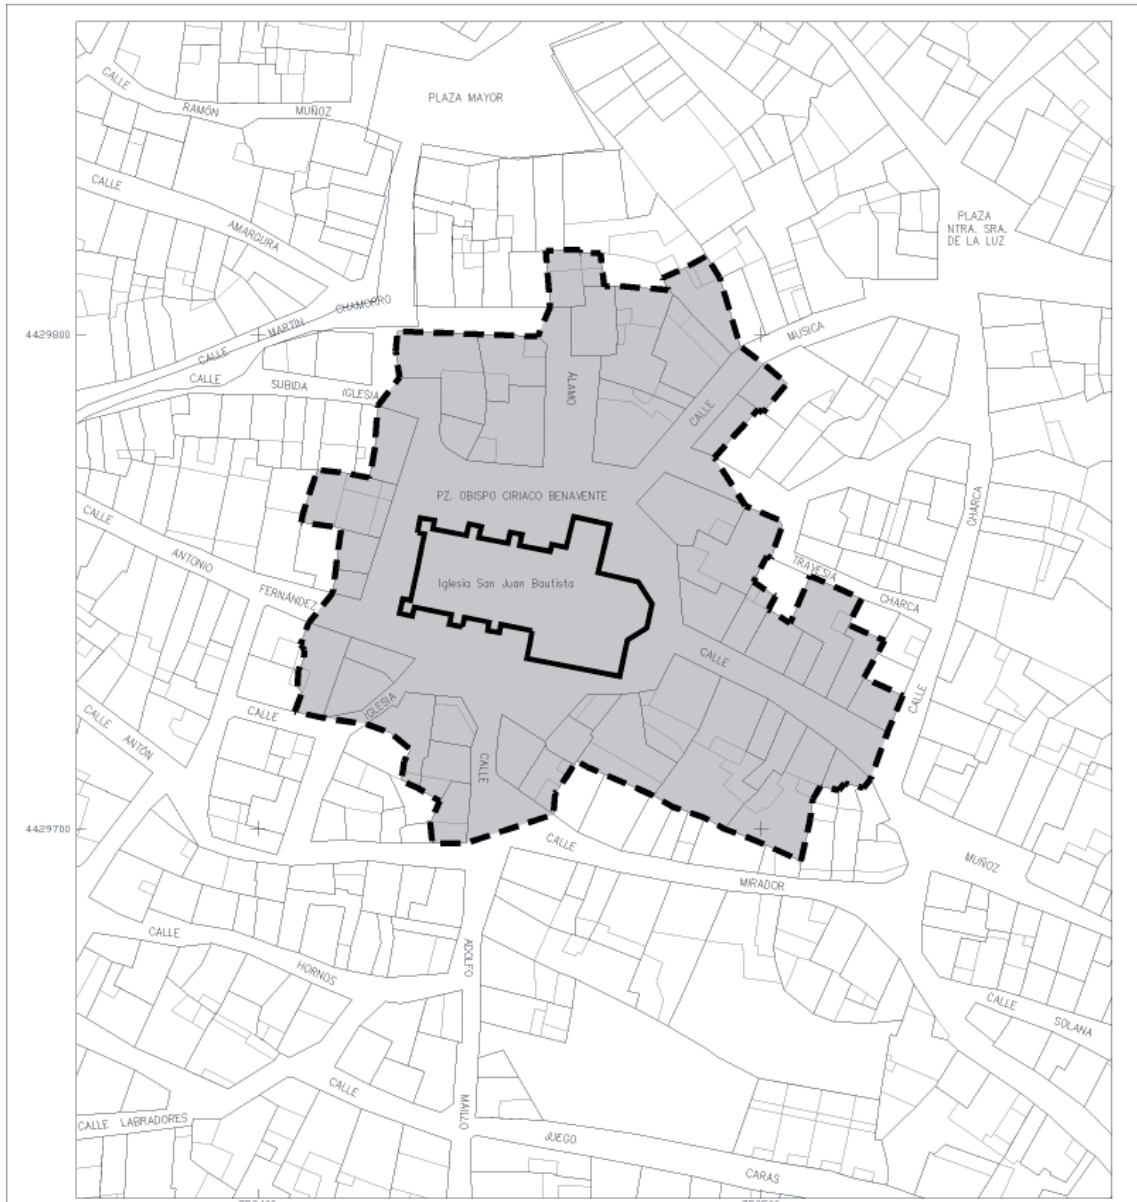 CALLE
RAMÓN
MUÑOZ
PLAZA MAYOR
CALLE
AMARGURA
PLAZA
NTRA. SRA.
DE LA LUZ
4429800
CALLE
MARTÍN
CHAMORRO
MUSICA
CALLE
SUBIDA
IGLESIA
ALAMO
CALLE
PZ. OBISPO CIRIACO BENAVENTE
CHARCA
CALLE
ANTONIO
FERNÁNDEZ
Iglesia San Juan Bautista
TRAVESIA
CHARCA
CALLE
CALLE
IGLESIA
CALLE
CALLE
CALLE
ANTÓN
4429700
CALLE
MIRADOR
MUÑOZ
CALLE
HORNOS
ADOLFO
CALLE
SOLANA
CALLE
MAILLO
CALLE LABRADORES
JUEGO
CARAS